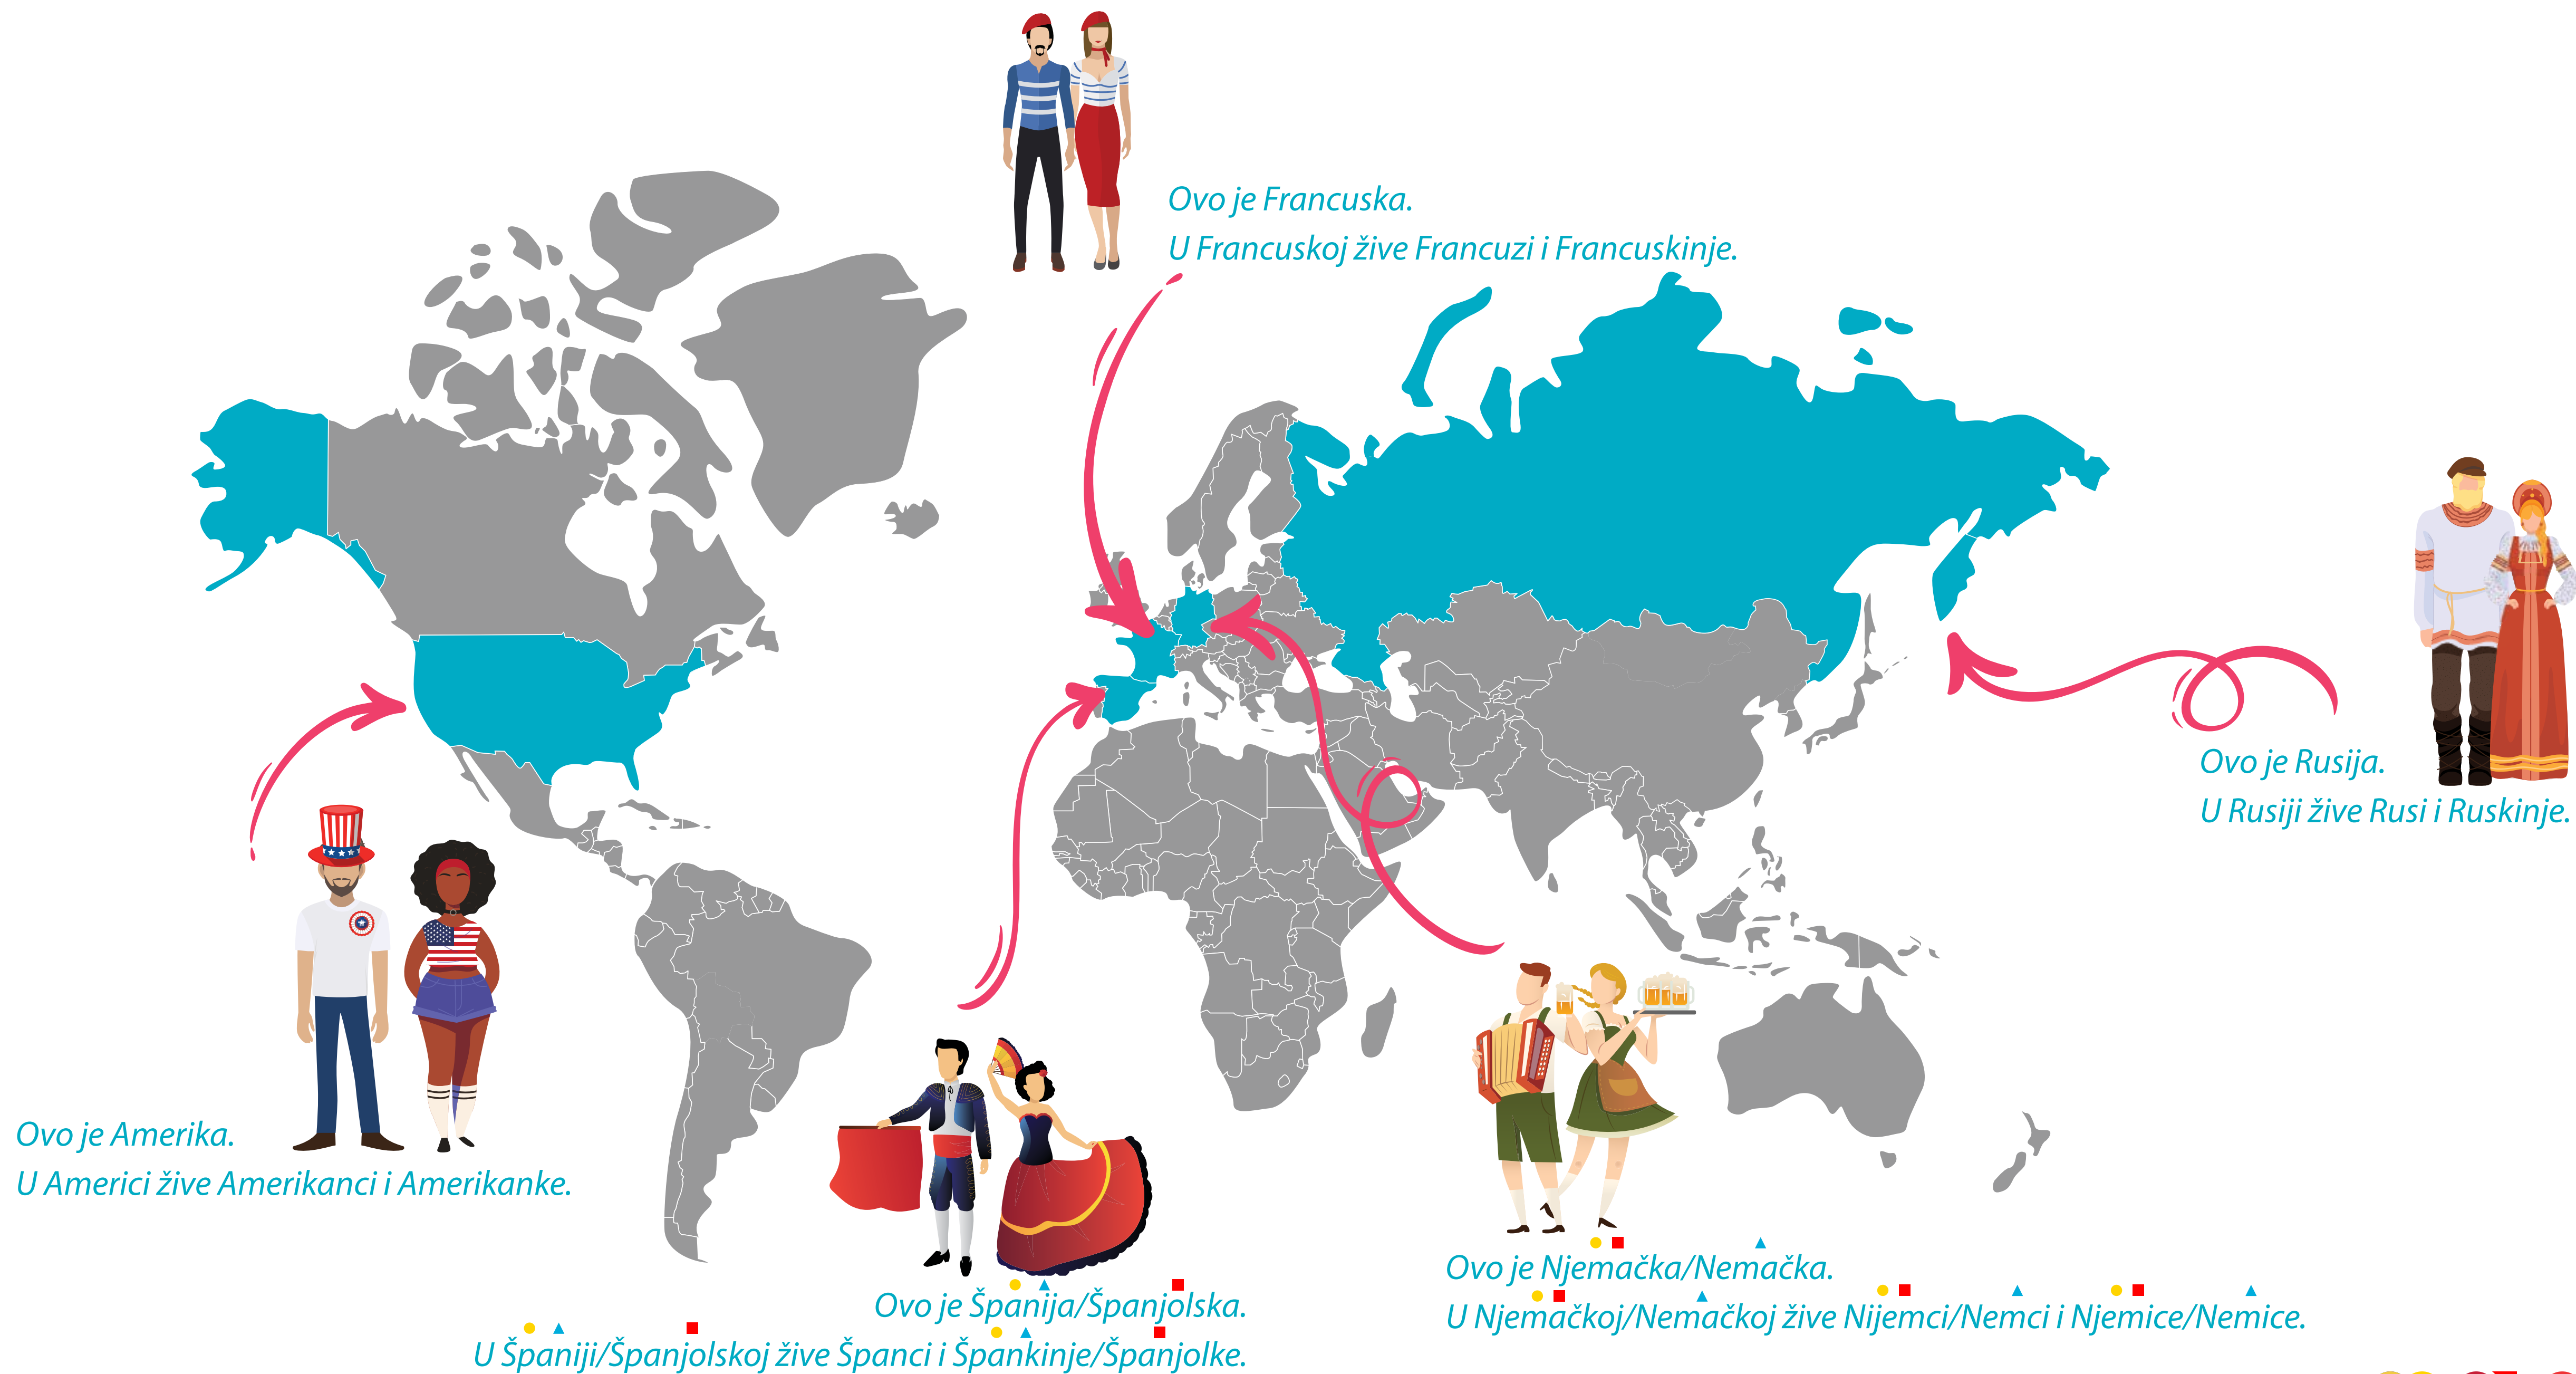 Ovo je Francuska.
U Francuskoj žive Francuzi i Francuskinje.
Ovo je Rusija.
U Rusiji žive Rusi i Ruskinje.
Ovo je Amerika.
U Americi žive Amerikanci i Amerikanke.
Ovo je Španija/Španjolska.
U Španiji/Španjolskoj žive Španci i Špankinje/Španjolke.
Ovo je Njemačka/Nemačka.
U Njemačkoj/Nemačkoj žive Nijemci/Nemci i Njemice/Nemice.